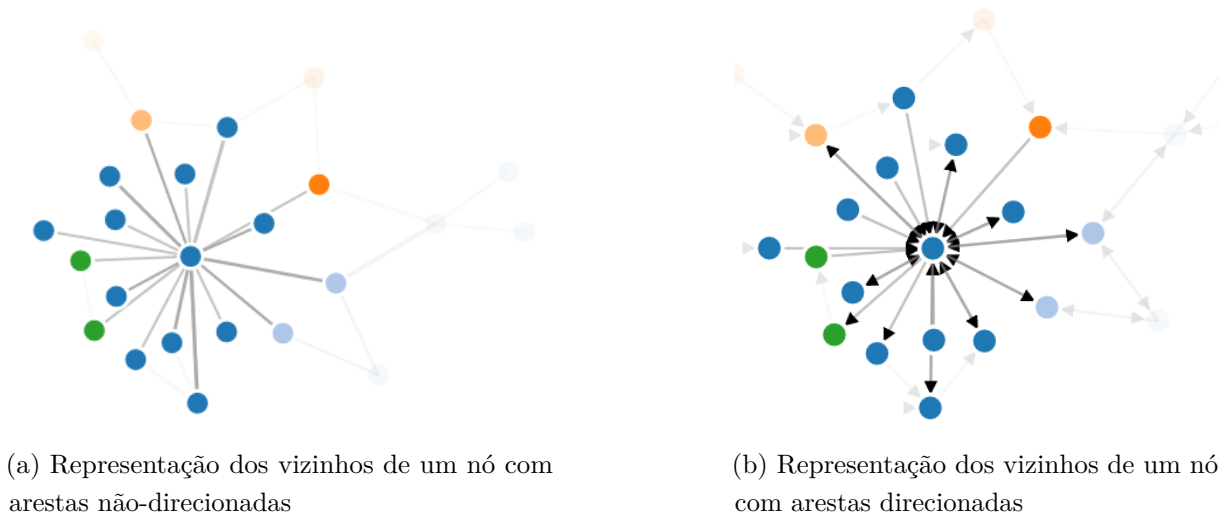 (a) Representação dos vizinhos de um nó com
arestas não-direcionadas
(b) Representação dos vizinhos de um nó
com arestas direcionadas